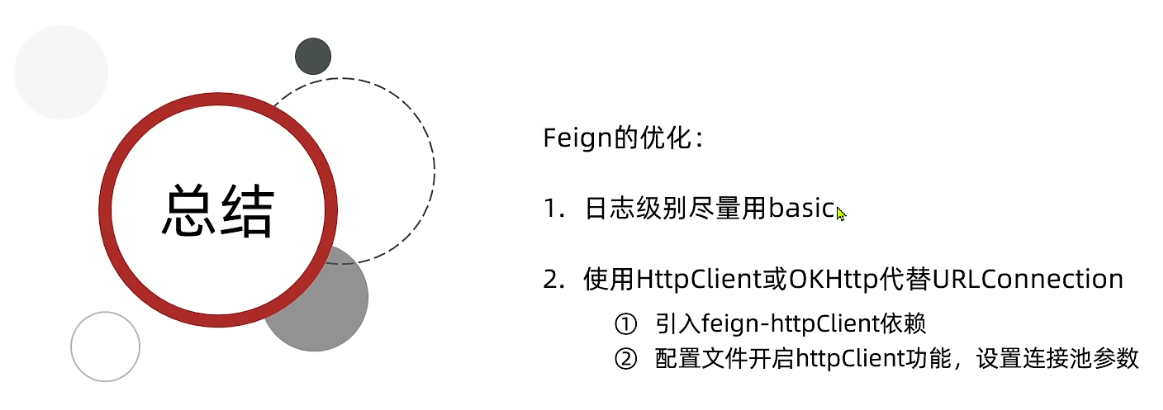 总结
Feign的优化：
1. 日志级别尽量用basic
2. 使用HttpClient或OKHttp代替URLConnection
① 引入feign-httpClient依赖
② 配置文件开启httpClient功能，设置连接池参数